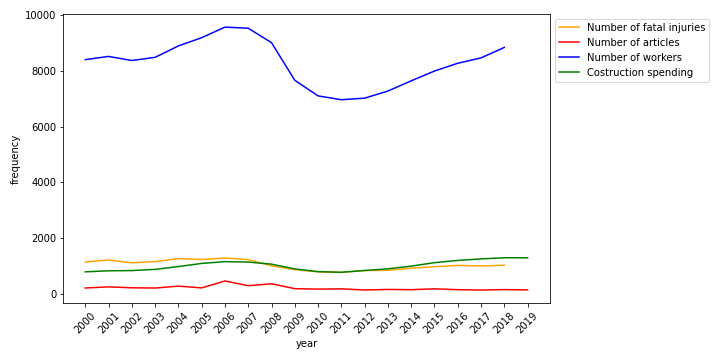 10000
8000
6000
4000
2000
0
frequency
2000 2001 2002 2003 2004 2005 2006 2007 2008 2009 2010 2011 2012 2013 2014 2015 2016 2017 2018 2019
year
Number of fatal injuries
Number of articles
Number of workers
Costruction spending